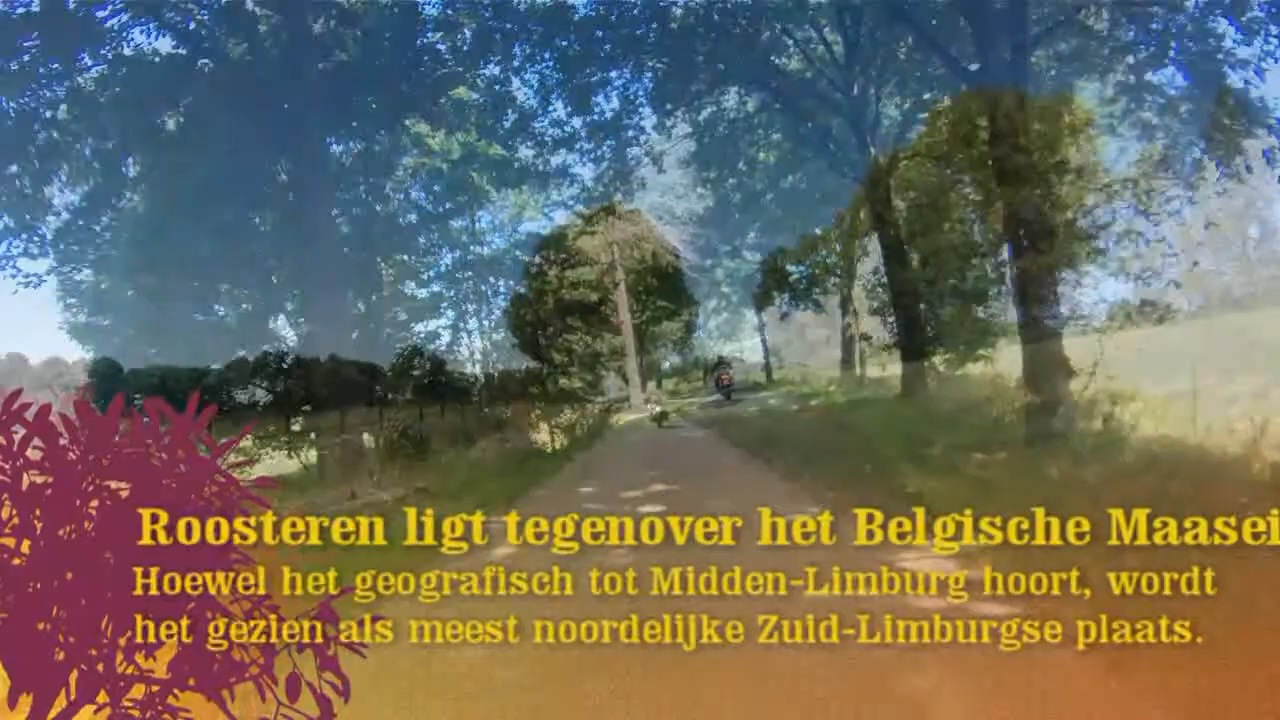 Roosteren ligt tegenover het Belgische Maasei
Hoewel het geografisch tot Midden-Limburg hoort, wordt
het gezien als meest noordelijke Zuid-Limburgse plaats.